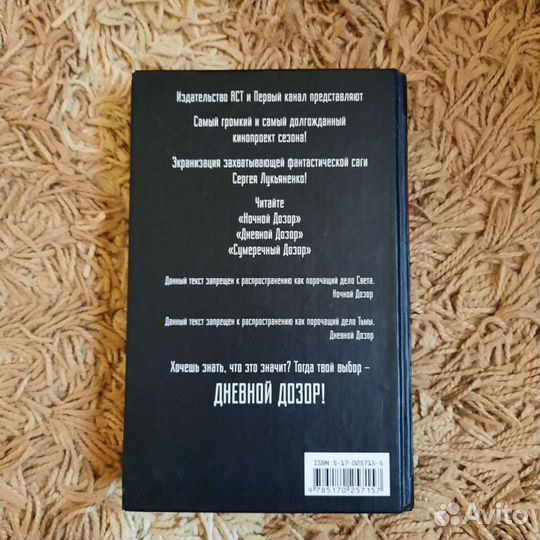 Издательство АСТ и Первый канал представляют
Самый громкий и самый долгожданный
кинопроект сезона!
Экранизация захватывающей фантастической саги
Сергея Лукьяненко!
Читайте
«Ночной Дозор»
«Дневной Дозор»
«Сумеречный Дозор»
Данный текст запрещен к распространению как порочащий дело Света.
Ночной Дозор
Данный текст запрещен к распространению как порочащий дело Тьмы.
Дневной Дозор
Хочешь знать, что это значит? Тогда твой выбор –
ДНЕВНОЙ ДОЗОР!
ISBN 5-17-025715-5
9 785170 257157
Avito